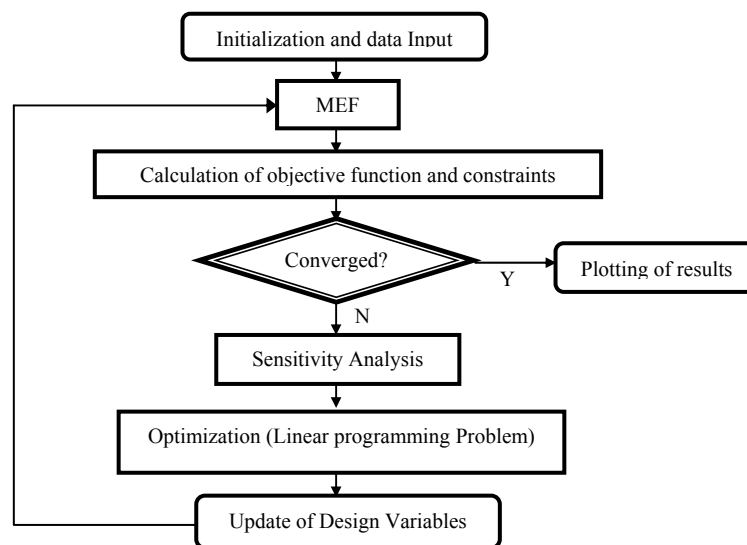 Initialization and data Input
MEF
Calculation of objective function and constraints
Converged?
Y
Plotting of results
N
Sensitivity Analysis
Optimization (Linear programming Problem)
Update of Design Variables